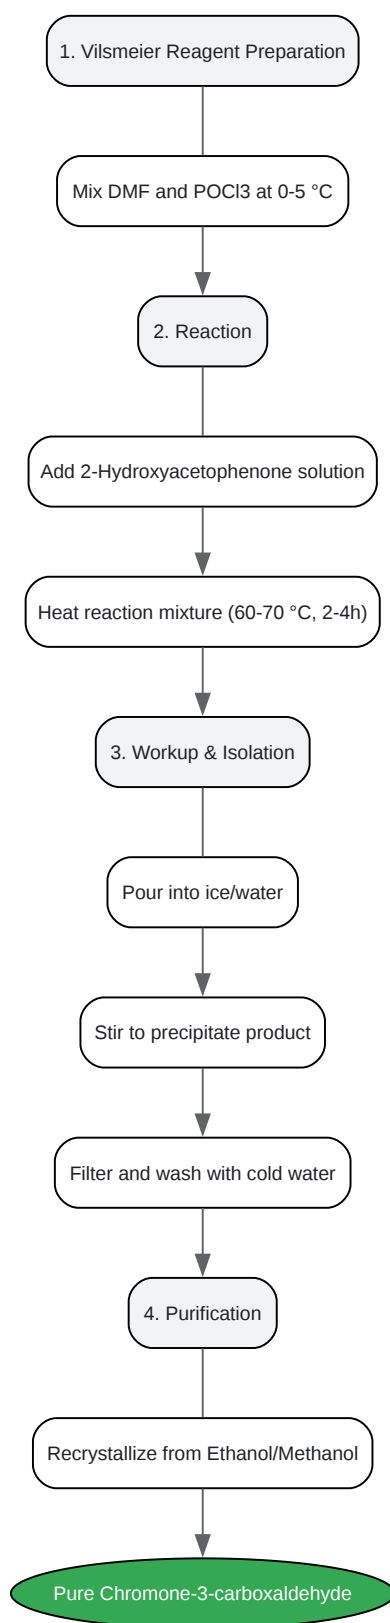 1. Vilsmeier Reagent Preparation
Mix DMF and POCl3 at 0-5 °C
2. Reaction
Add 2-Hydroxyacetophenone solution
Heat reaction mixture (60-70 °C, 2-4h)
3. Workup & Isolation
Pour into ice/water
Stir to precipitate product
Filter and wash with cold water
4. Purification
Recrystallize from Ethanol/Methanol
Pure Chromone-3-carboxaldehyde